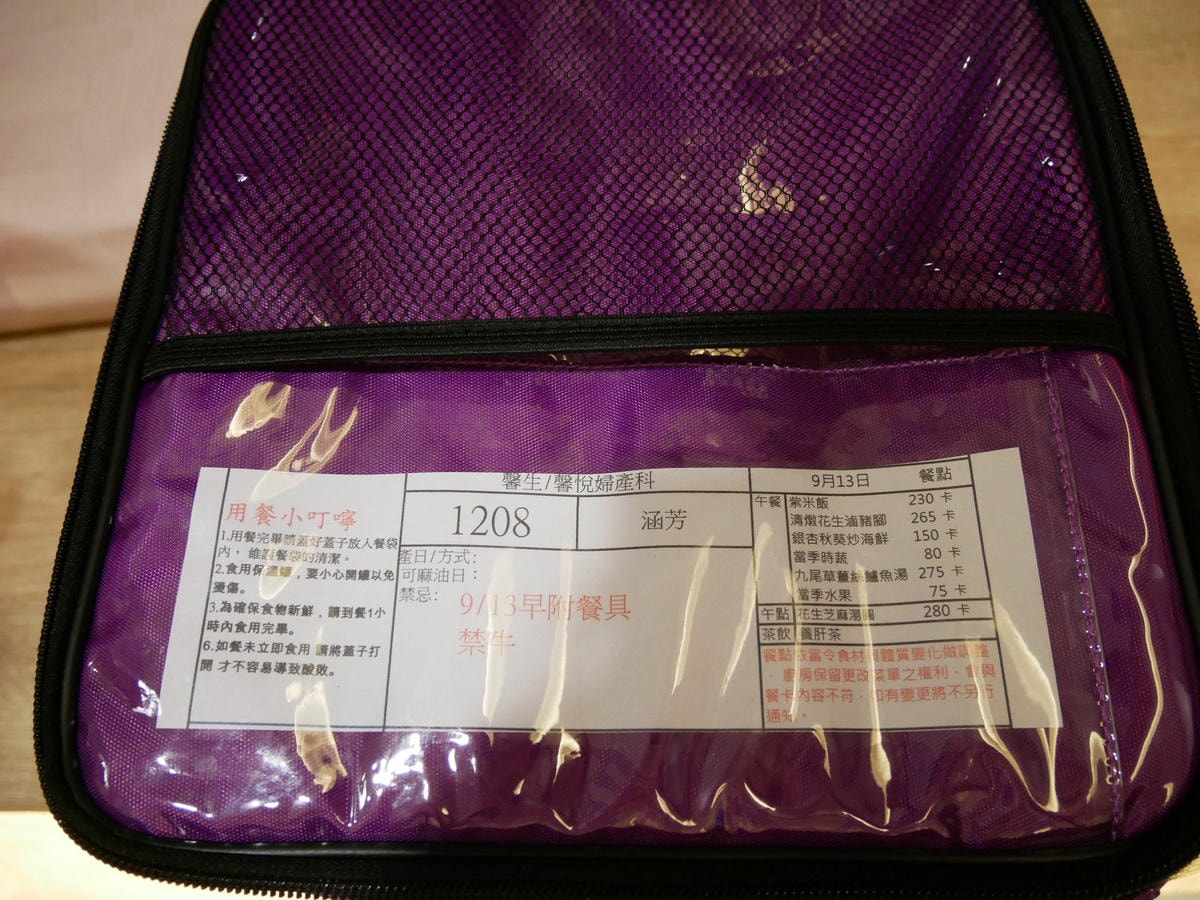 用餐小叮嚀
1.用餐完畢請蓋好蓋子放入餐袋
內，維護餐袋的清潔。
2.食用保溫罐，要小心開罐以免
燙傷。
3.為確保食物新鮮，請到餐1小
時內食用完畢。
6.如餐未立即食用 請將蓋子打
開 才不容易導致酸敗。
馨生/馨悅婦產科
1208 涵芳
產日/方式:
可麻油日:
禁忌: 9/13早附餐具
禁牛
9月13日 餐點
午餐 紫米飯 230 卡
清燉花生滷豬腳 265 卡
銀杏秋葵炒海鮮 150 卡
當季時蔬 80 卡
九尾草薑絲鱸魚湯 275 卡
當季水果 75 卡
午點 花生芝麻湯圓 280 卡
茶飲 養肝茶
餐點依當令食材與體質變化做調整
，廚房保留更改菜單之權利，會與
餐卡內容不符，如有變更將不另行
通知。